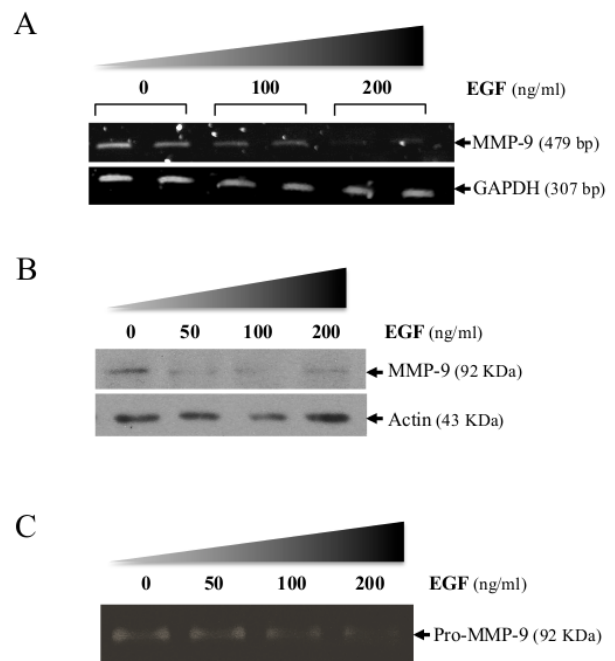 A
0 100 200 EGF (ng/ml)
MMP-9 (479 bp)
GAPDH (307 bp)
B
0 50 100 200 EGF (ng/ml)
MMP-9 (92 KDa)
Actin (43 KDa)
C
0 50 100 200 EGF (ng/ml)
Pro-MMP-9 (92 KDa)